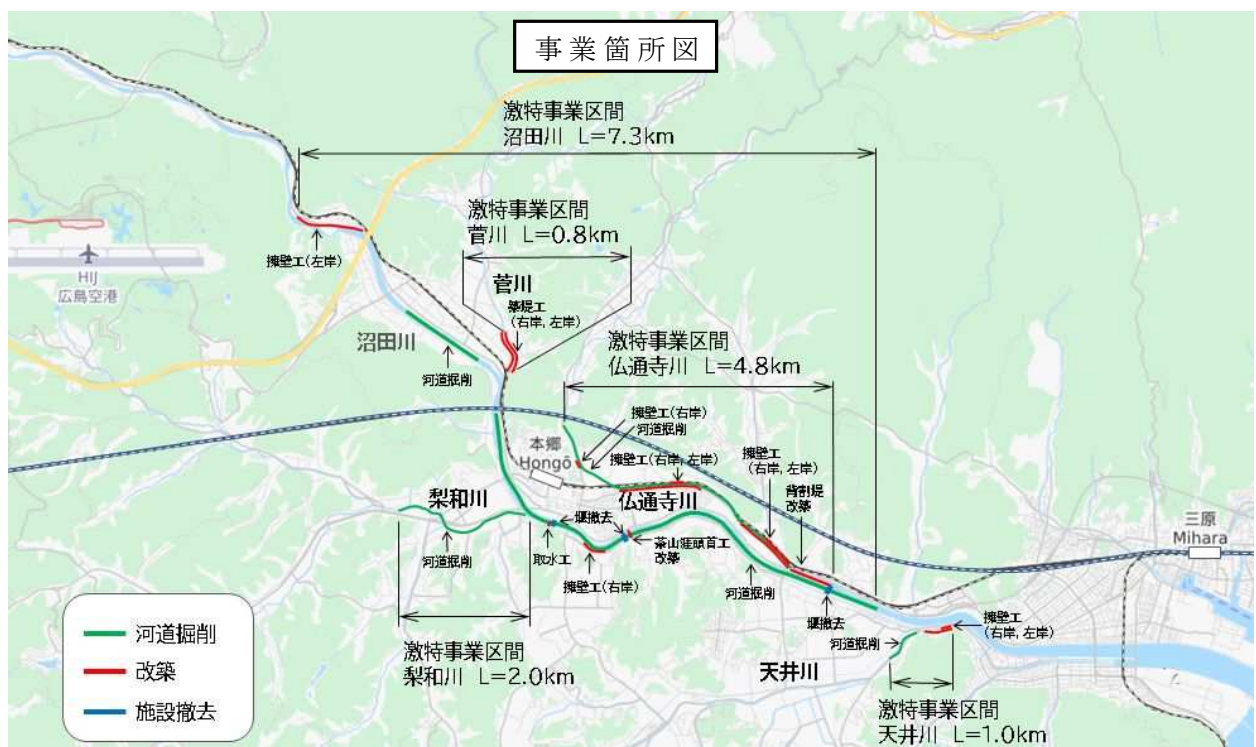 事業箇所図
激特事業区間
沼田川 L=7.3km
激特事業区間
菅川 L=0.8km
擁壁工(左岸)
HIJ
広島空港
菅川
築堤工
(右岸, 左岸)
沼田川
激特事業区間
仏通寺川 L=4.8km
河道掘削
擁壁工(右岸)
河道掘削
本郷
Hongō
擁壁工(右岸, 左岸)
擁壁工
(右岸, 左岸)
背割堤
改築
梨和川
仏通寺川
堰撤去
三原
Mihara
河道掘削
取水工
茶山涯頭首工
改築
擁壁工(右岸)
河道掘削
堰撤去
擁壁工
(右岸, 左岸)
河道掘削
河道掘削
改築
施設撤去
激特事業区間
梨和川 L=2.0km
天井川
激特事業区間
天井川 L=1.0km